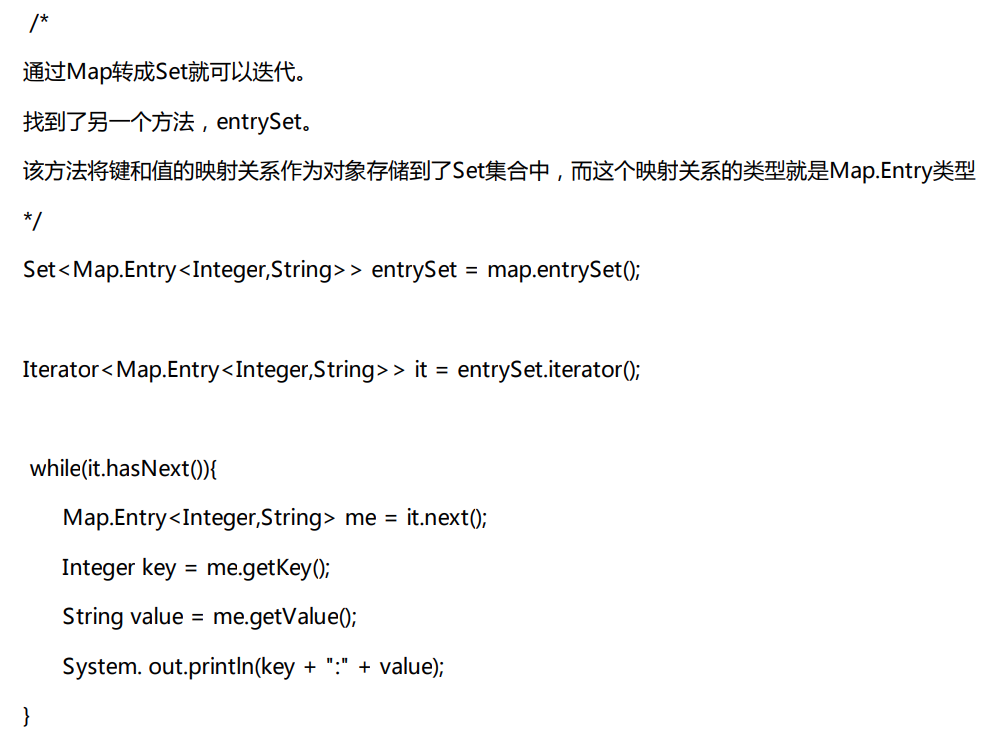 /*
通过Map转成Set就可以迭代。
找到了另一个方法，entrySet。
该方法将键和值的映射关系作为对象存储到了Set集合中，而这个映射关系的类型就是Map.Entry类型
*/
Set<Map.Entry<Integer,String>> entrySet = map.entrySet();
Iterator<Map.Entry<Integer,String>> it = entrySet.iterator();
while(it.hasNext()){
Map.Entry<Integer,String> me = it.next();
Integer key = me.getKey();
String value = me.getValue();
System. out.println(key + ":" + value);
}